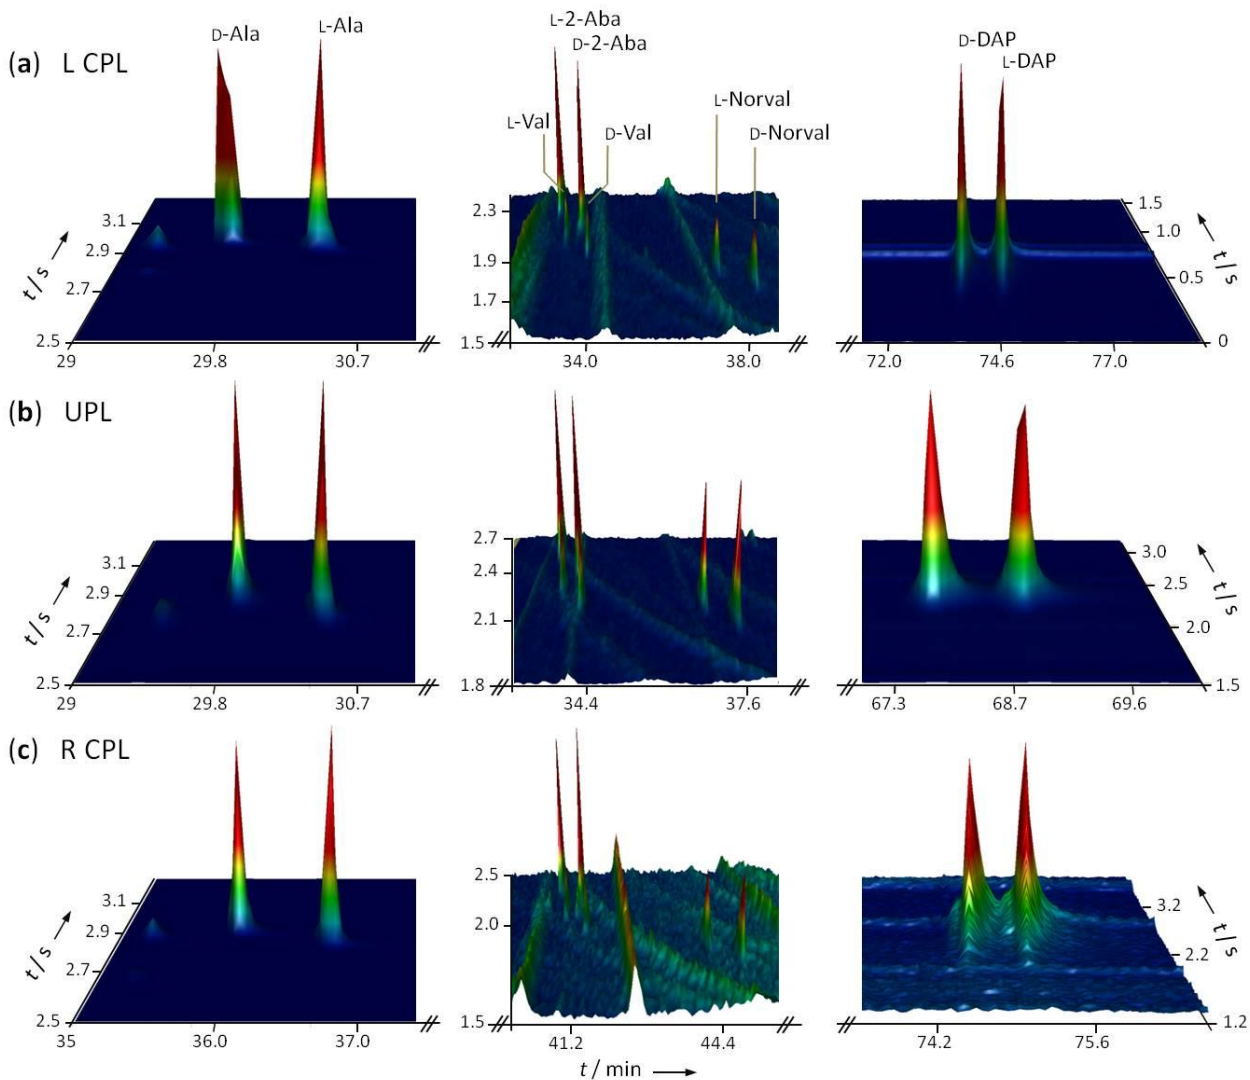 (a) L CPL
D-Ala
L-Ala
L-2-Aba
D-2-Aba
L-Val
D-Val
L-Norval
D-Norval
D-DAP
L-DAP
3.1
2.9
2.7
2.5
t/s
29 29.8 30.7
2.3
1.9
1.7
1.5
34.0 38.0
1.5
1.0
0.5
0
t/s
72.0 74.6 77.0
(b) UPL
3.1
2.9
2.7
2.5
t/s
29 29.8 30.7
2.7
2.4
2.1
1.8
34.4 37.6
3.0
2.5
2.0
1.5
t/s
67.3 68.7 69.6
(c) R CPL
3.1
2.9
2.7
2.5
t/s
35 36.0 37.0
2.5
2.0
1.5
41.2 44.4
3.2
2.2
1.2
t/s
74.2 75.6
t/min